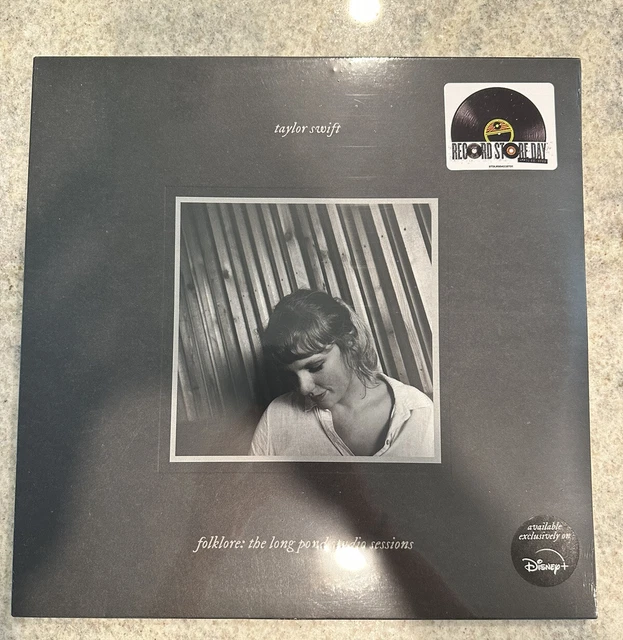 taylor swift
RECORD STORE DAY
folklore: the long pond studio sessions
available
exclusively on
Disney+